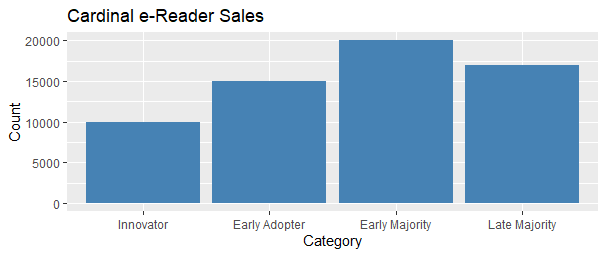 Cardinal e-Reader Sales
20000
15000
10000
5000
0
Count
Innovator Early Adopter Early Majority Late Majority
Category